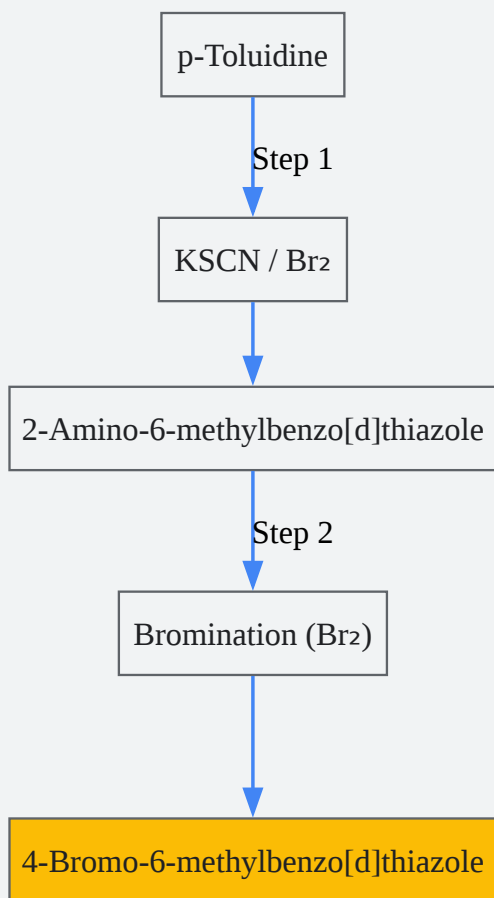 p-Toluidine
Step 1
KSCN / Br₂
2-Amino-6-methylbenzo[d]thiazole
Step 2
Bromination (Br₂)
4-Bromo-6-methylbenzo[d]thiazole